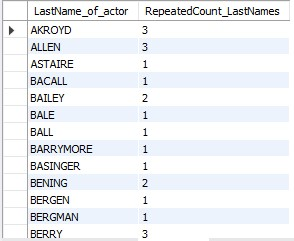 LastName_of_actor RepeatedCount_LastNames
AKROYD 3
ALLEN 3
ASTAIRE 1
BACALL 1
BAILEY 2
BALE 1
BALL 1
BARRYMORE 1
BASINGER 1
BENING 2
BERGEN 1
BERGMAN 1
BERRY 3